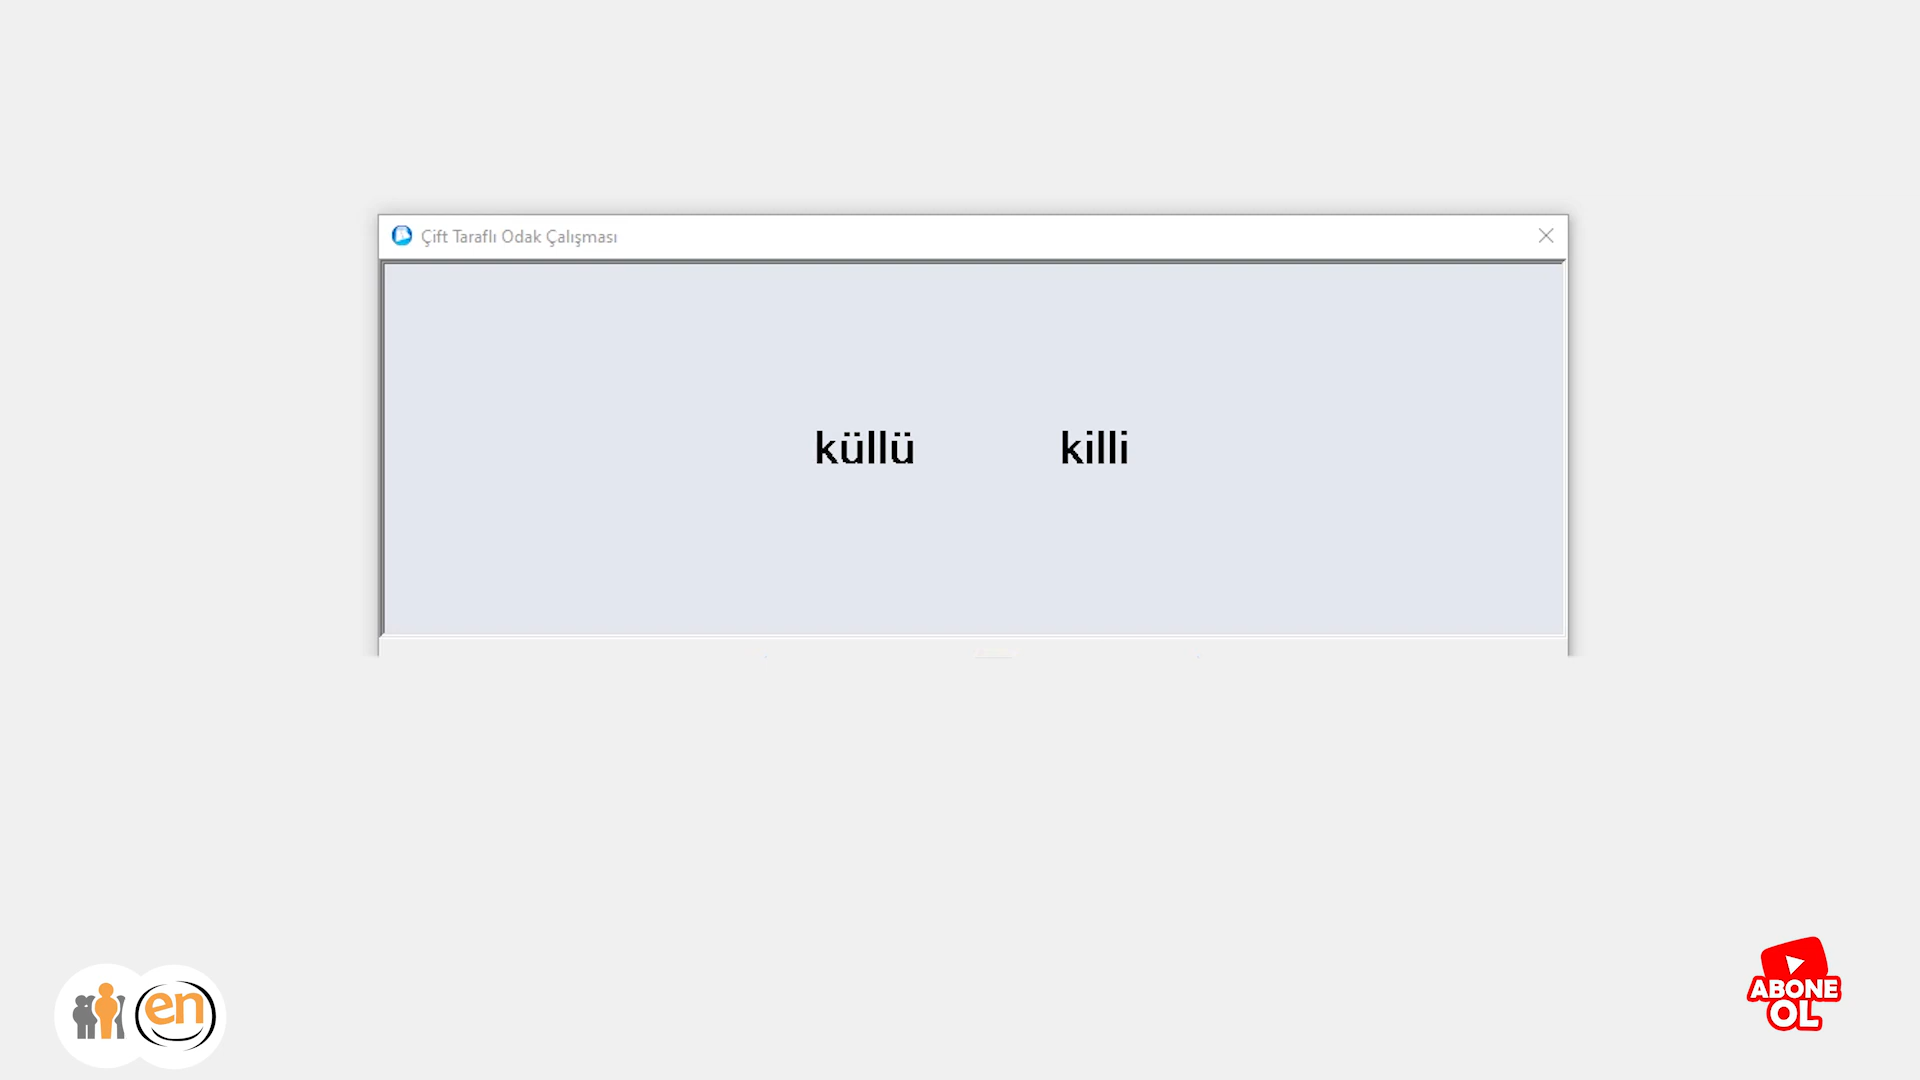 Çift Taraflı Odak Çalışması
küllü killi
en
ABONE
OL